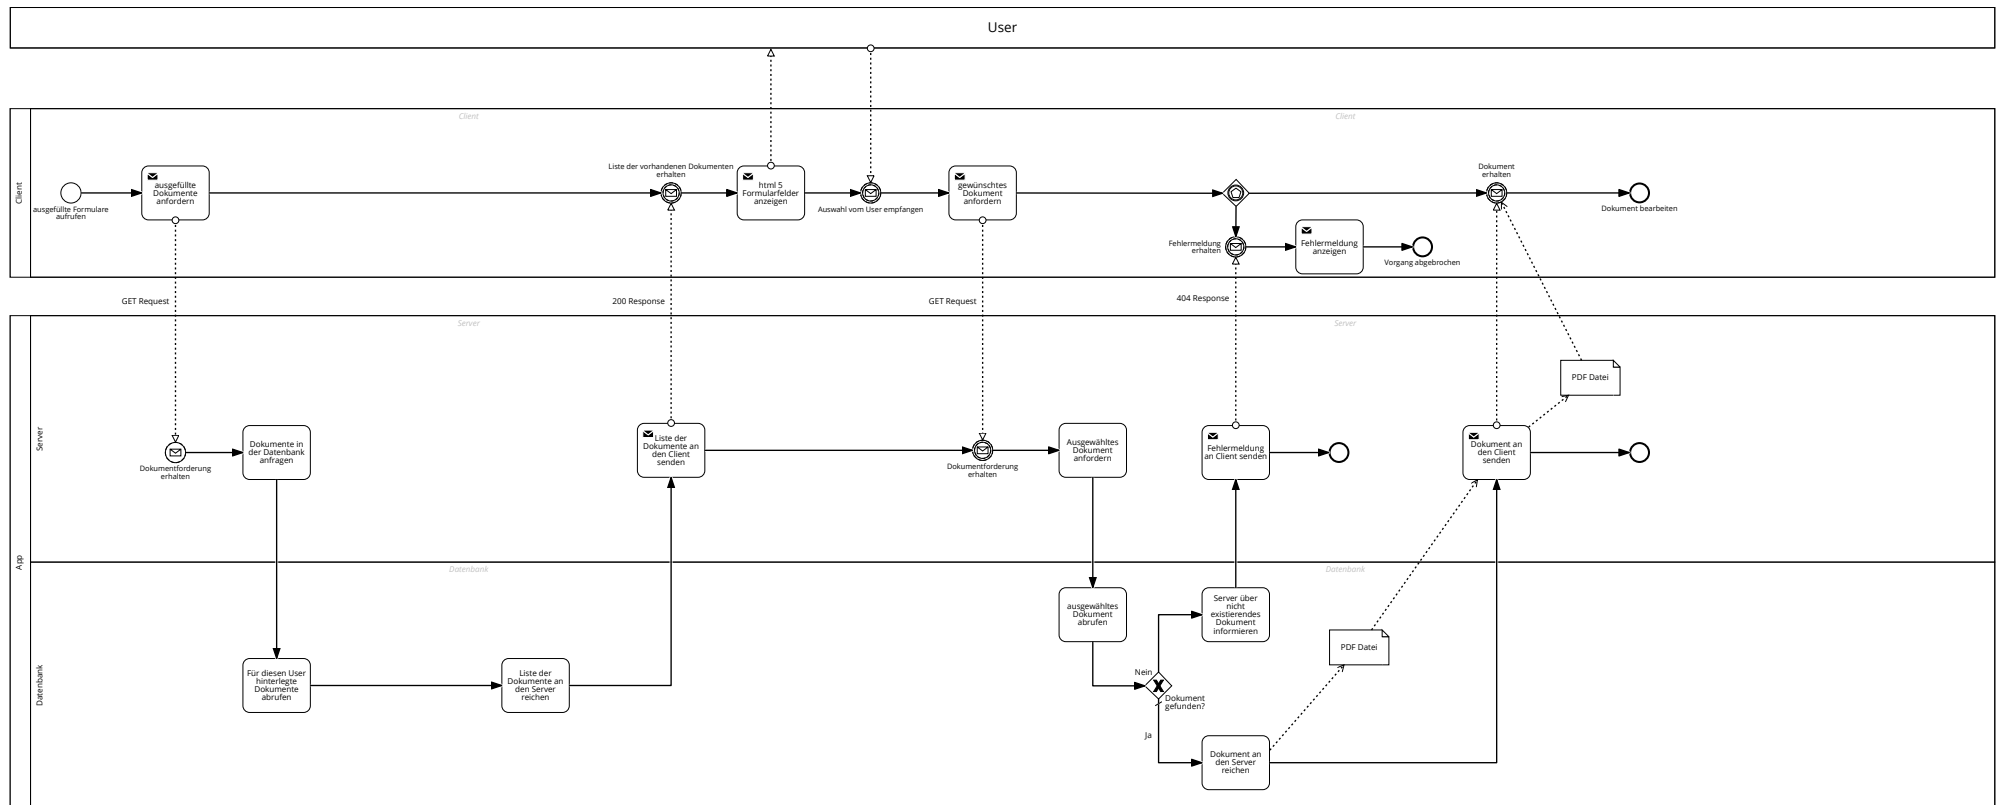 User
Client
Client
Client
ausgefüllte Formulare
aufrufen
ausgefüllte
Dokumente
anfordern
Liste der vorhandenen Dokumenten
erhalten
html 5
Formularfelder
anzeigen
Auswahl vom User empfangen
gewünschtes
Dokument
anfordern
Dokument
erhalten
Dokument bearbeiten
Fehlermeldung
erhalten
Fehlermeldung
anzeigen
Vorgang abgebrochen
GET Request
200 Response
GET Request
404 Response
App
Server
Server
Server
PDF Datei
Dokumentforderung
erhalten
Dokumente in
der Datenbank
anfragen
Liste der
Dokumente an
den Client
senden
Dokumentforderung
erhalten
Ausgewähltes
Dokument
anfordern
Fehlermeldung
an Client senden
Dokument an
den Client
senden
Datenbank
Datenbank
Datenbank
Für diesen User
hinterlegte
Dokumente
abrufen
Liste der
Dokumente an
den Server
reichen
ausgewähltes
Dokument
abrufen
Server über
nicht
existierendes
Dokument
informieren
PDF Datei
Nein
Dokument
gefunden?
Ja
Dokument an
den Server
reichen